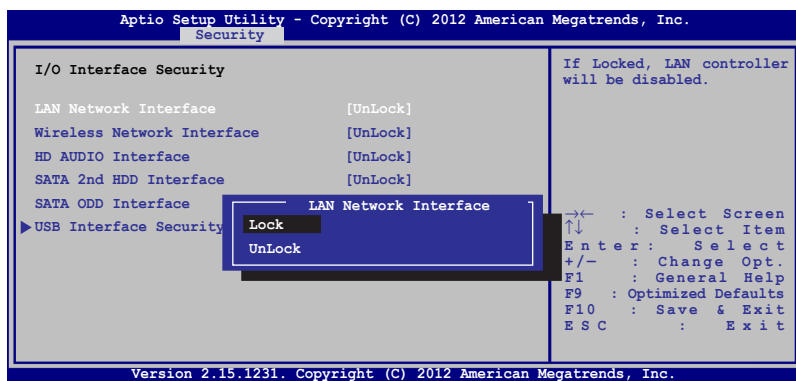 Aptio Setup Utility - Copyright (C) 2012 American Megatrends, Inc.
Security
I/O Interface Security
LAN Network Interface [UnLock]
Wireless Network Interface [UnLock]
HD AUDIO Interface [UnLock]
SATA 2nd HDD Interface [UnLock]
SATA ODD Interface
USB Interface Security
LAN Network Interface
Lock
UnLock
If Locked, LAN controller
will be disabled.
→← : Select Screen
↑↓ : Select Item
Enter: Select
+/— : Change Opt.
F1 : General Help
F9 : Optimized Defaults
F10 : Save & Exit
ESC : Exit
Version 2.15.1231. Copyright (C) 2012 American Megatrends, Inc.